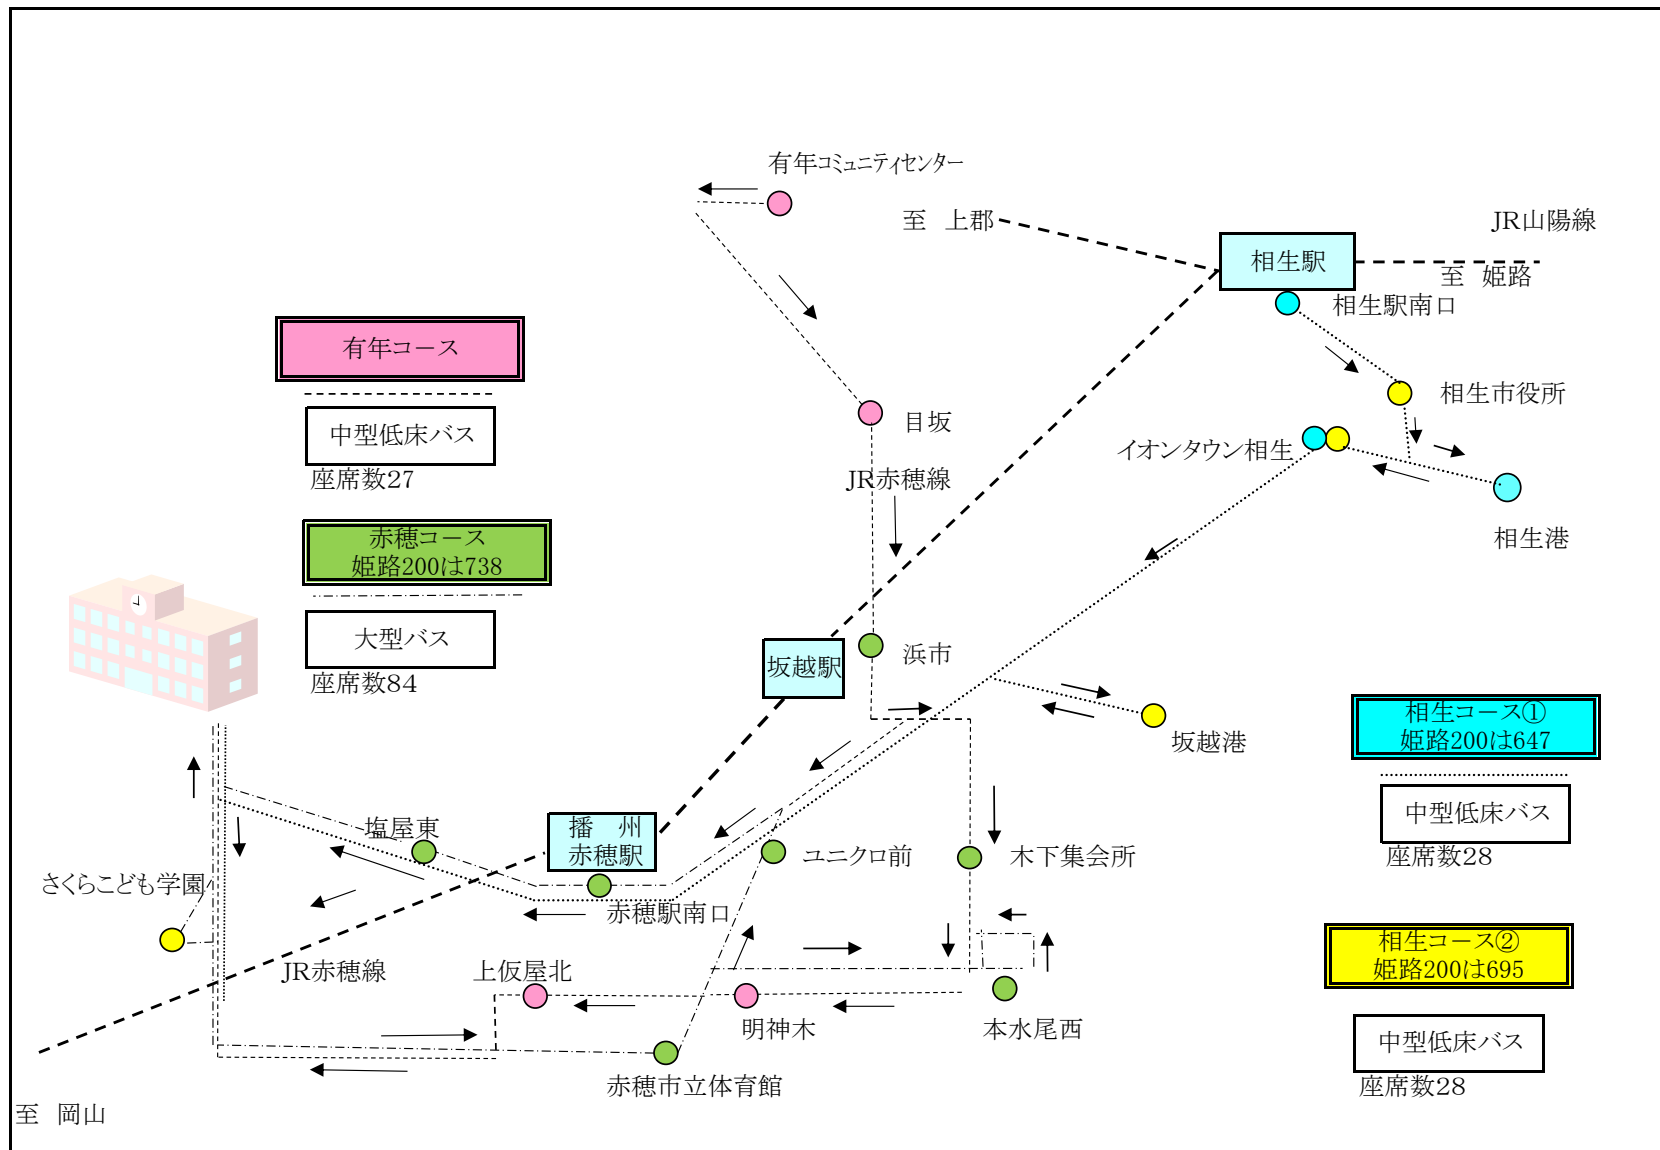 有年コミュニティセンター
至　上郡
JR山陽線
相生駅
至　姫路
相生駅南口
有年コース
中型低床バス
座席数27
相生市役所
目坂
イオンタウン相生
JR赤穂線
相生港
赤穂コース
姫路200は738
大型バス
座席数84
坂越駅
浜市
坂越港
相生コース①
姫路200は647
中型低床バス
座席数28
塩屋東
播　州
赤穂駅
ユニクロ前
木下集会所
さくらこども学園
赤穂駅南口
JR赤穂線
上仮屋北
明神木
本水尾西
相生コース②
姫路200は695
中型低床バス
座席数28
赤穂市立体育館
至　岡山